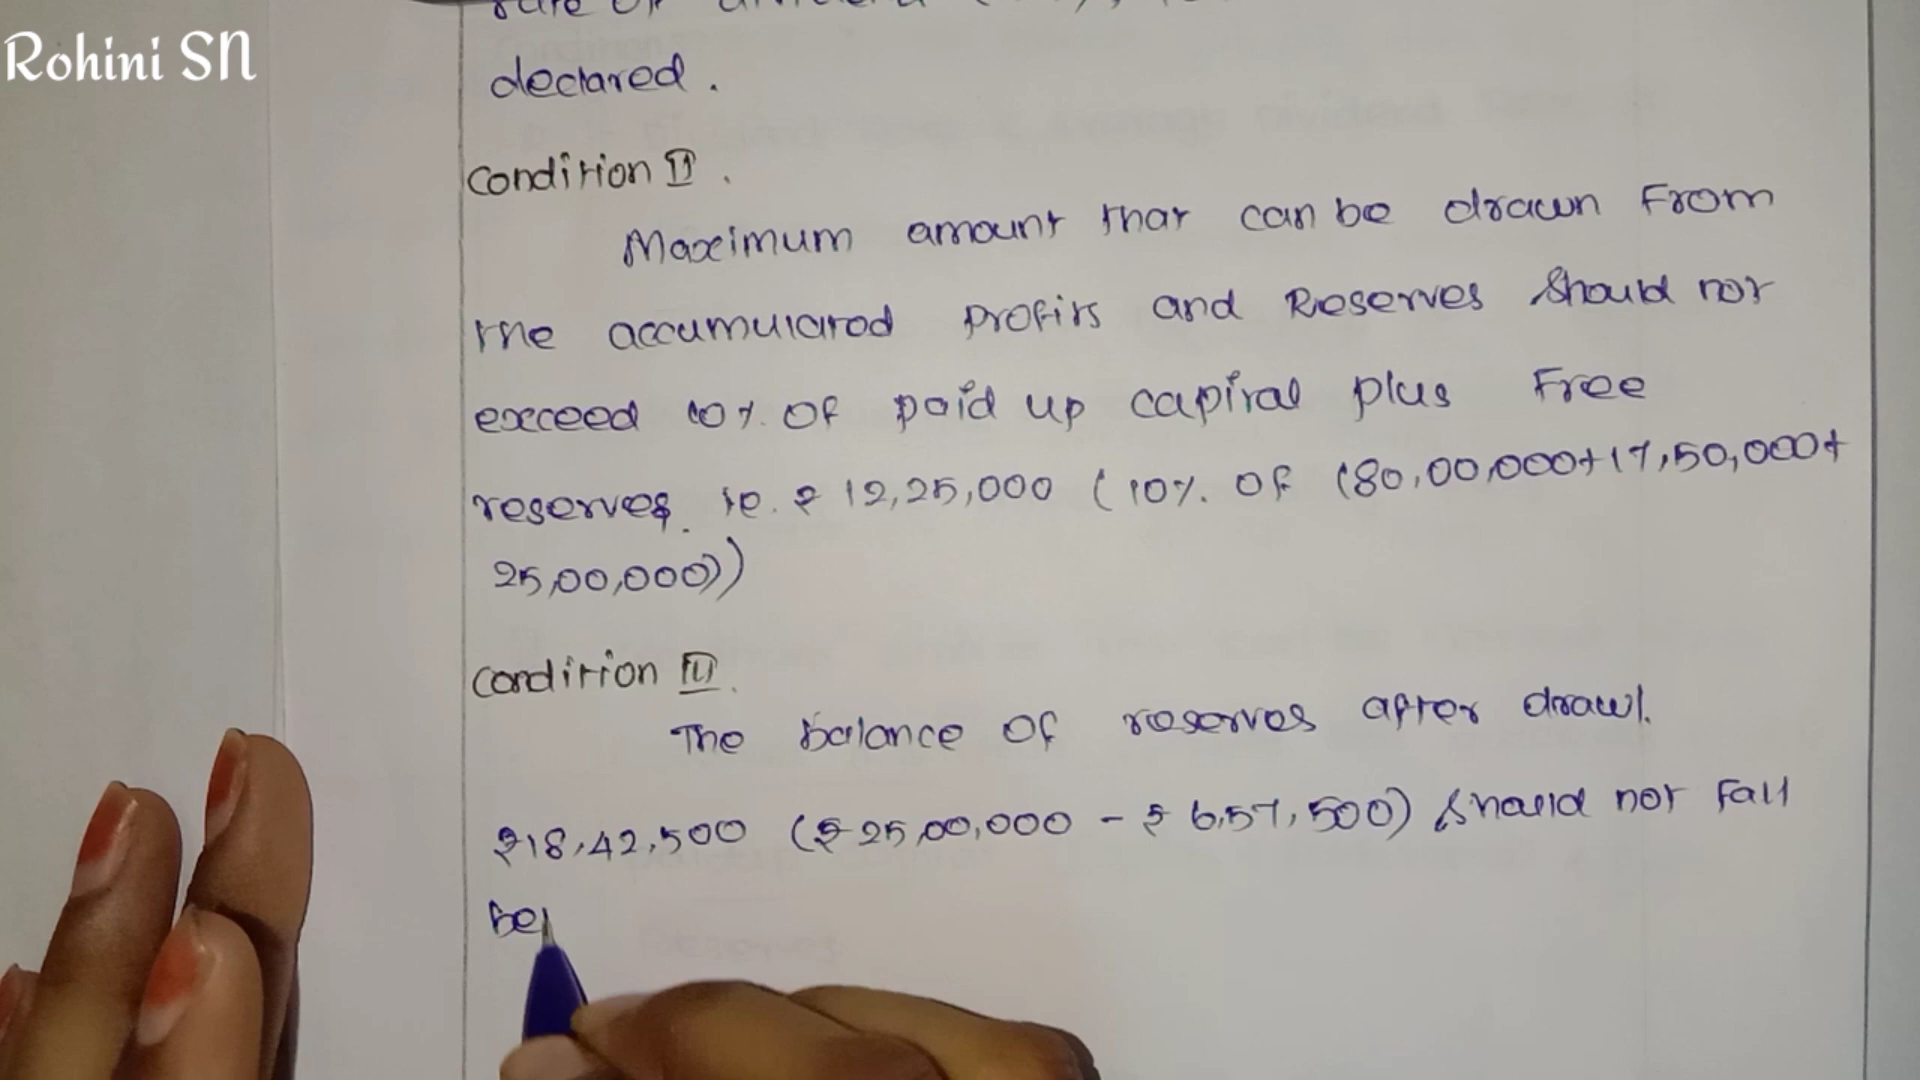 Rohini SN
declared.
Condition II.
Maximum amount that can be drawn From
the accumulated profits and Reserves should not
exceed 10% OF paid up capital plus Free
reserves. ie. ₹ 12,25,000 (10% OF (80,00,000+17,50,000+
25,00,000))
Condition III.
The balance of reserves after drawl.
₹18,42,500 (₹25,00,000 - ₹ 6,57,500) should not Fall
Bel